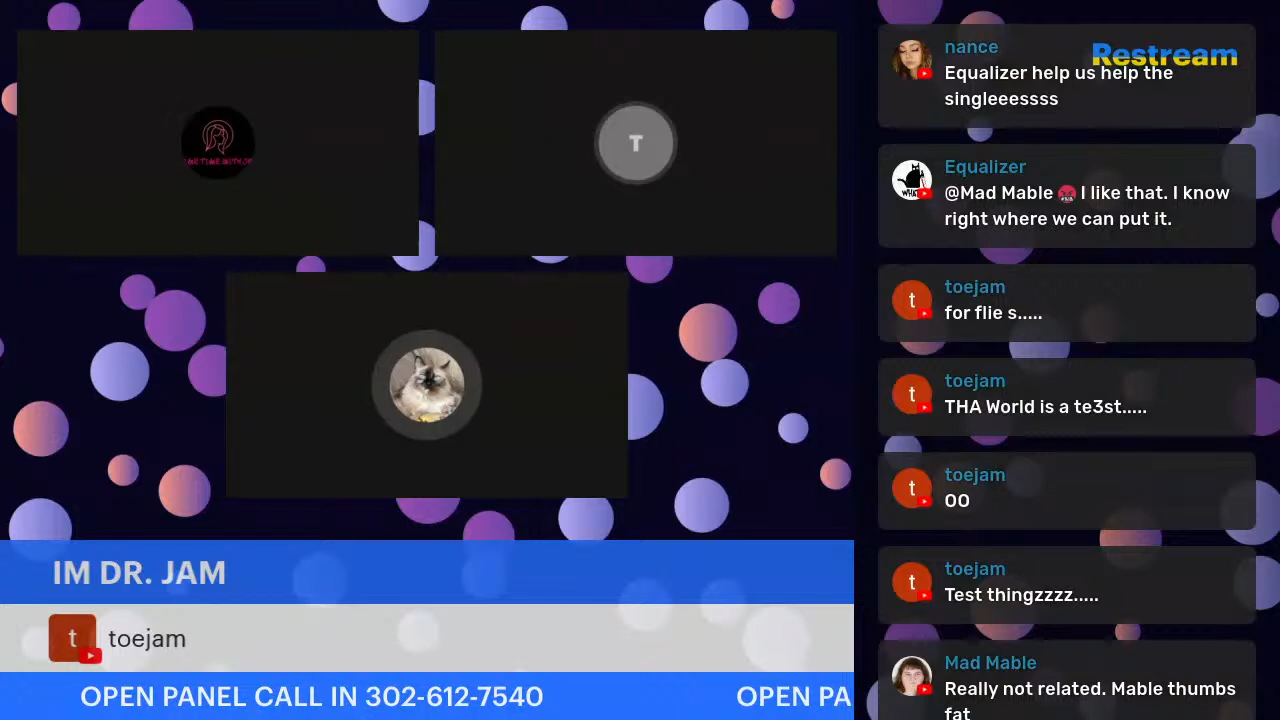 T
IM DR. JAM
t
toejam
OPEN PANEL CALL IN 302-612-7540
OPEN PA
Restream
nance
Equalizer help us help the
singleeessss
Equalizer
@Mad Mable 🤬 I like that. I know
right where we can put it.
t
toejam
for flie s.....
t
toejam
THA World is a te3st.....
t
toejam
OO
t
toejam
Test thingzzzz.....
Mad Mable
Really not related. Mable thumbs
fat